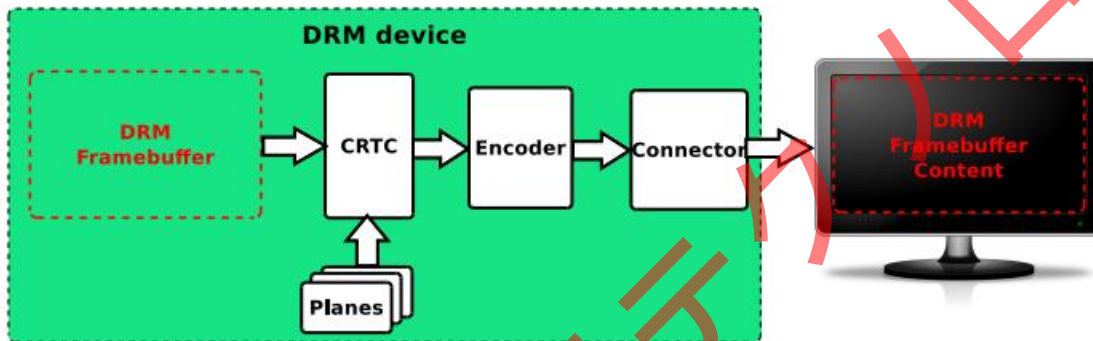 DRM device
DRM
Framebuffer
CRTC
Encoder
Connector
DRM
Framebuffer
Content
Planes